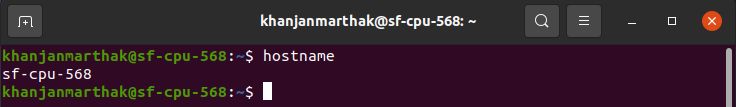 khanjanmarthak@sf-cpu-568: ~
khanjanmarthak@sf-cpu-568:~$ hostname
sf-cpu-568
khanjanmarthak@sf-cpu-568:~$